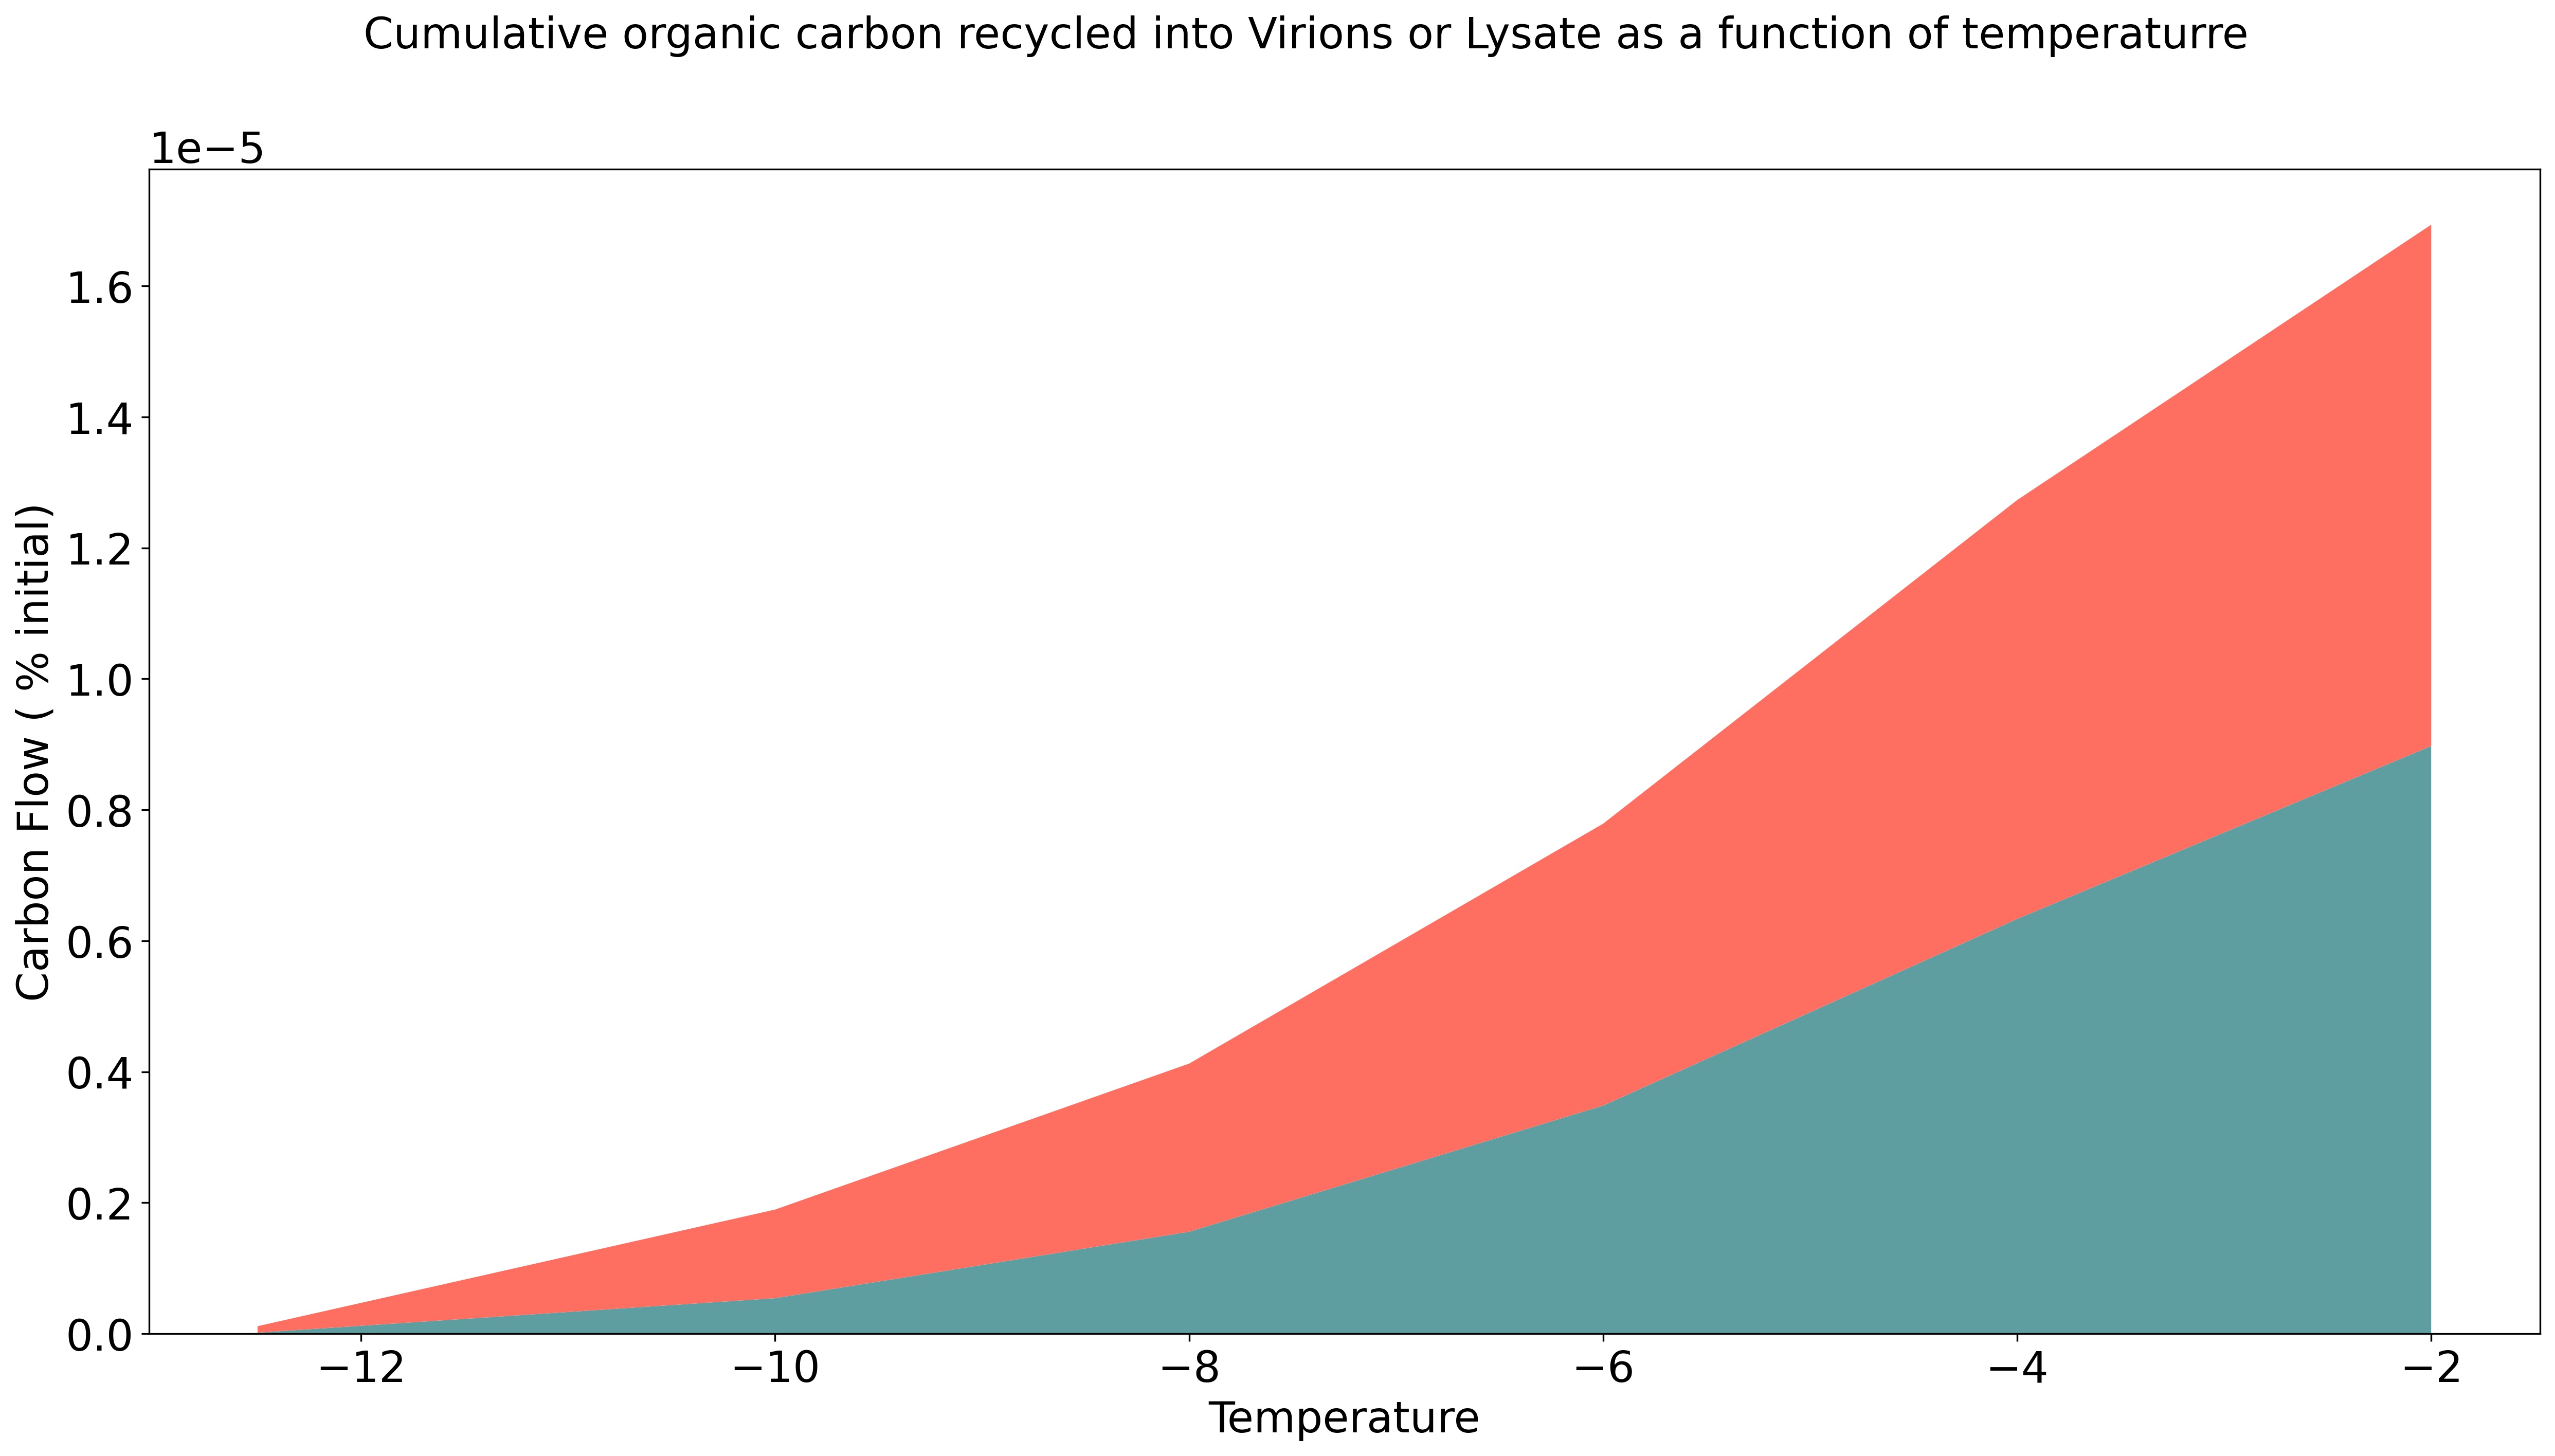 Cumulative organic carbon recycled into Virions or Lysate as a function of temperaturre
1e−5
1.6
1.4
1.2
1.0
0.8
0.6
0.4
0.2
0.0
Carbon Flow ( % initial)
−12 −10 −8 −6 −4 −2
Temperature